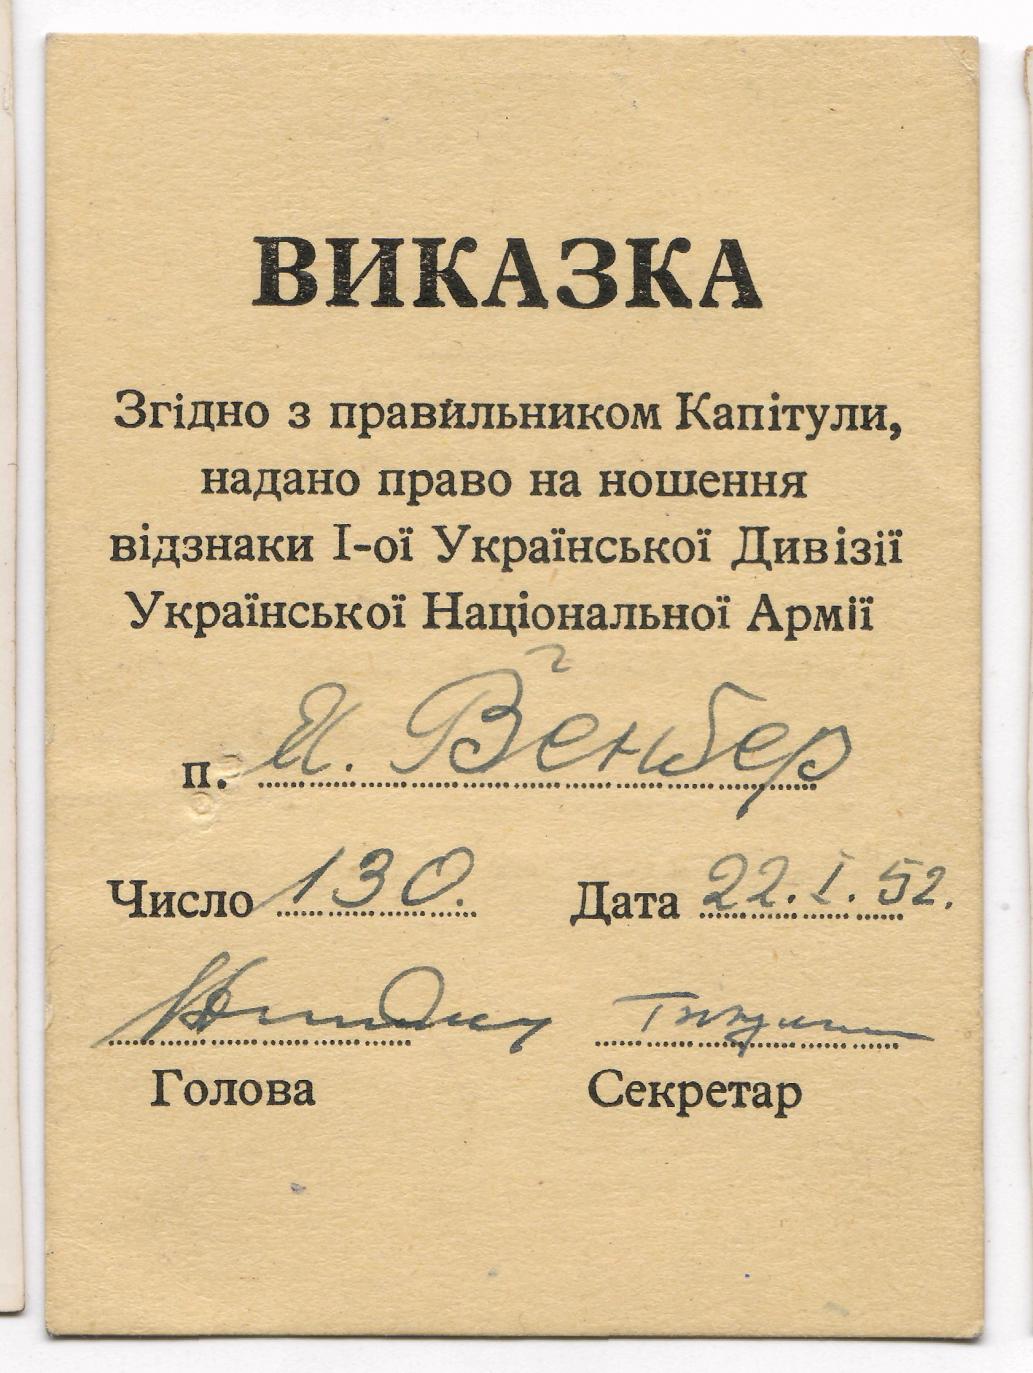 ВИКАЗКА
Згідно з правильником Капітули,
надано право на ношення
відзнаки І-ої Української Дивізії
Української Національної Армії
п. Венбер
Число 130.
Дата 22. I. 52.
Голова
Секретар